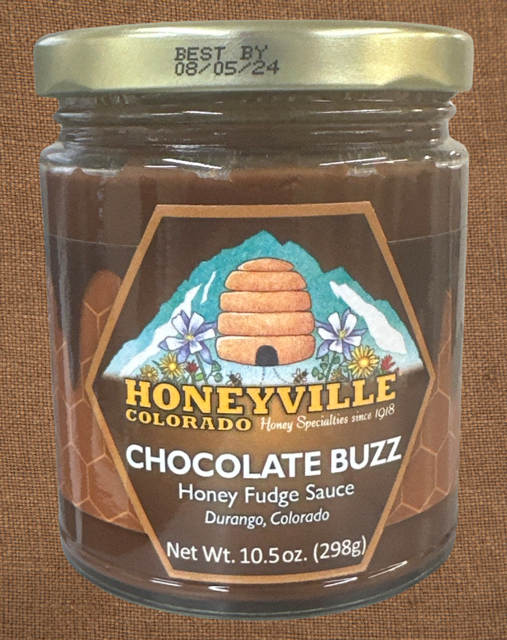 BEST BY
08/05/24
HONEYVILLE
COLORADO Honey Specialties since 1918
CHOCOLATE BUZZ
Honey Fudge Sauce
Durango, Colorado
Net Wt. 10.5 oz. (298g)